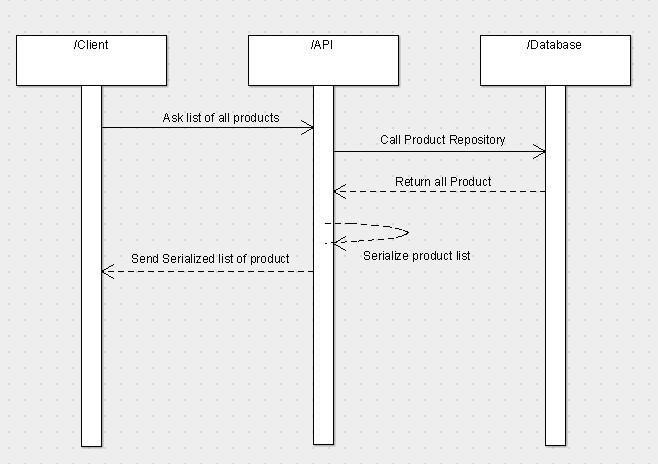 /Client
/API
/Database
Ask list of all products
Call Product Repository
Return all Product
Serialize product list
Send Serialized list of product